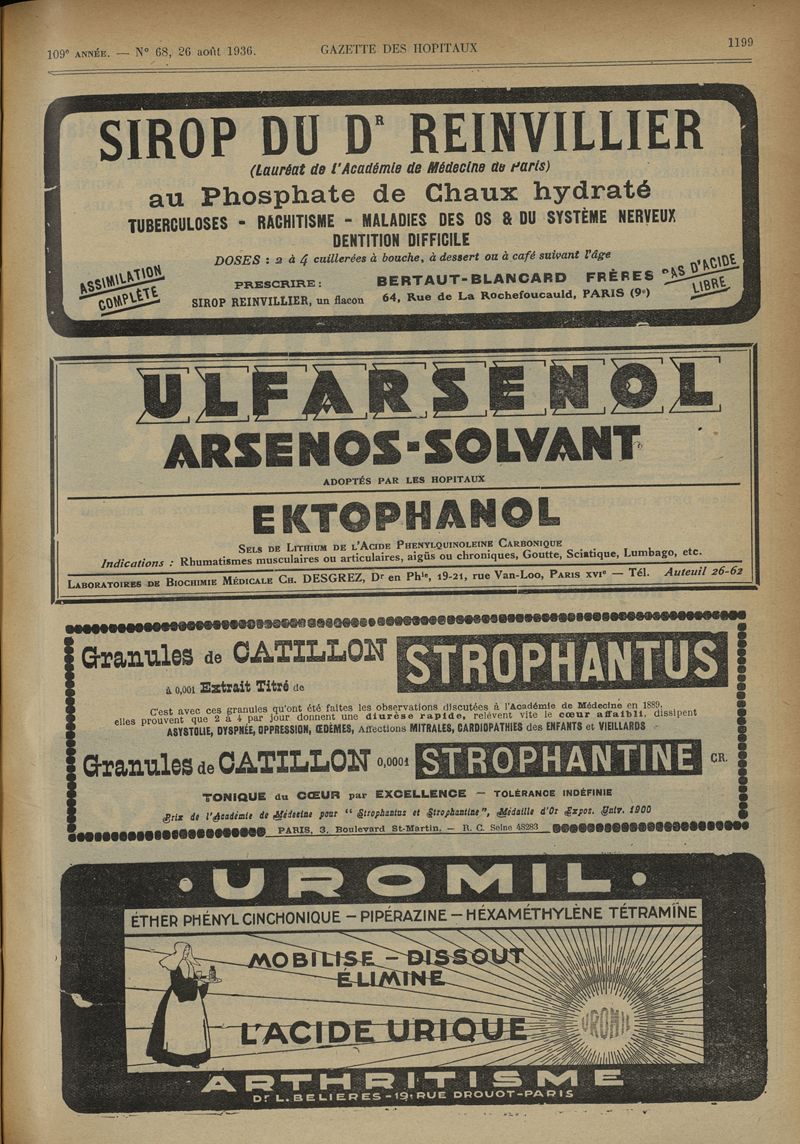 109e ANNÉE. — N° 68, 26 août 1936. GAZETTE DES HOPITAUX 1199
SIROP DU DR REINVILLIER
(Lauréat de l'Académie de Médecine de Paris)
au Phosphate de Chaux hydraté
TUBERCULOSES - RACHITISME - MALADIES DES OS & DU SYSTÈME NERVEUX
DENTITION DIFFICILE
DOSES : 2 à 4 cuillerées à bouche, à dessert ou à café suivant l'âge
ASSIMILATION
COMPLÈTE
PRESCRIRE :
SIROP REINVILLIER, un flacon
BERTAUT-BLANCARD FRÈRES
64, Rue de La Rochefoucauld, PARIS (9e)
PAS D'ACIDE
LIBRE
ULFARSENOL
ARSENOS-SOLVANT
ADOPTÉS PAR LES HOPITAUX
EKTOPHANOL
SELS DE LITHIUM DE L'ACIDE PHENYLQUINOLEINE CARBONIQUE
Indications : Rhumatismes musculaires ou articulaires, aigüs ou chroniques, Goutte, Sciatique, Lumbago, etc.
LABORATOIRES DE BIOCHIMIE MÉDICALE CH. DESGREZ, Dr en Phie, 19-21, rue Van-Loo, PARIS XVIe — Tél. Auteuil 26-62
Granules de CATILLON STROPHANTUS
à 0,001 Extrait Titré de
C'est avec ces granules qu'ont été faites les observations discutées à l'Académie de Médecine en 1889,
elles prouvent que 2 à 4 par jour donnent une diurèse rapide, relèvent vite le cœur affaibli, dissipent
ASYSTOLIE, DYSPNÉE, OPPRESSION, ŒDÈMES, Affections MITRALES, CARDIOPATHIES des ENFANTS et VIEILLARDS
Granules de CATILLON 0,0001 STROPHANTINE CR.
TONIQUE du CŒUR par EXCELLENCE — TOLÉRANCE INDÉFINIE
Prix de l'Académie de Médecine pour "Strophantus et Strophantine", Médaille d'Or Expos. Univ. 1900
PARIS, 3, Boulevard St-Martin. — R. C. Seine 48283
UROMIL
ÉTHER PHÉNYL CINCHONIQUE — PIPÉRAZINE — HÉXAMÉTHYLÈNE TÉTRAMÏNE
MOBILISE - DISSOUT
ÉLIMINE
L'ACIDE URIQUE
UROMIL
ARTHRITISME
Dr L. BELIERES - 19, RUE DROUOT - PARIS